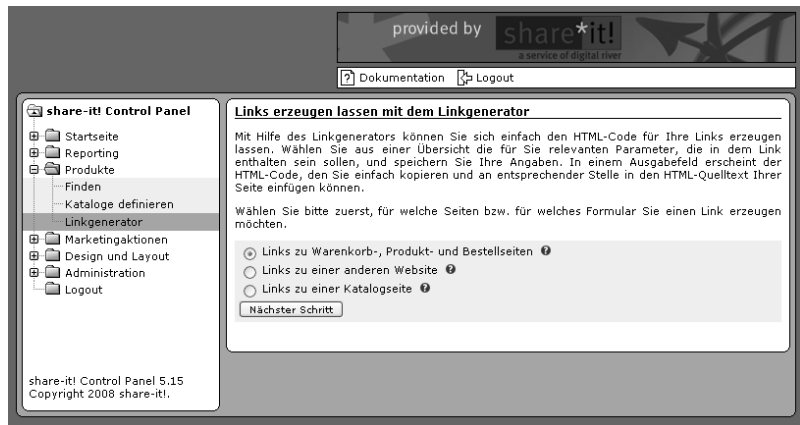 provided by share*it!
a service of digital river
Dokumentation Logout
share-it! Control Panel
Startseite
Reporting
Produkte
Finden
Kataloge definieren
Linkgenerator
Marketingaktionen
Design und Layout
Administration
Logout
share-it! Control Panel 5.15
Copyright 2008 share-it!.
Links erzeugen lassen mit dem Linkgenerator
Mit Hilfe des Linkgenerators können Sie sich einfach den HTML-Code für Ihre Links erzeugen
lassen. Wählen Sie aus einer Übersicht die für Sie relevanten Parameter, die in dem Link
enthalten sein sollen, und speichern Sie Ihre Angaben. In einem Ausgabefeld erscheint der
HTML-Code, den Sie einfach kopieren und an entsprechender Stelle in den HTML-Quelltext Ihrer
Seite einfügen können.
Wählen Sie bitte zuerst, für welche Seiten bzw. für welches Formular Sie einen Link erzeugen
möchten.
Links zu Warenkorb-, Produkt- und Bestellseiten
Links zu einer anderen Website
Links zu einer Katalogseite
Nächster Schritt